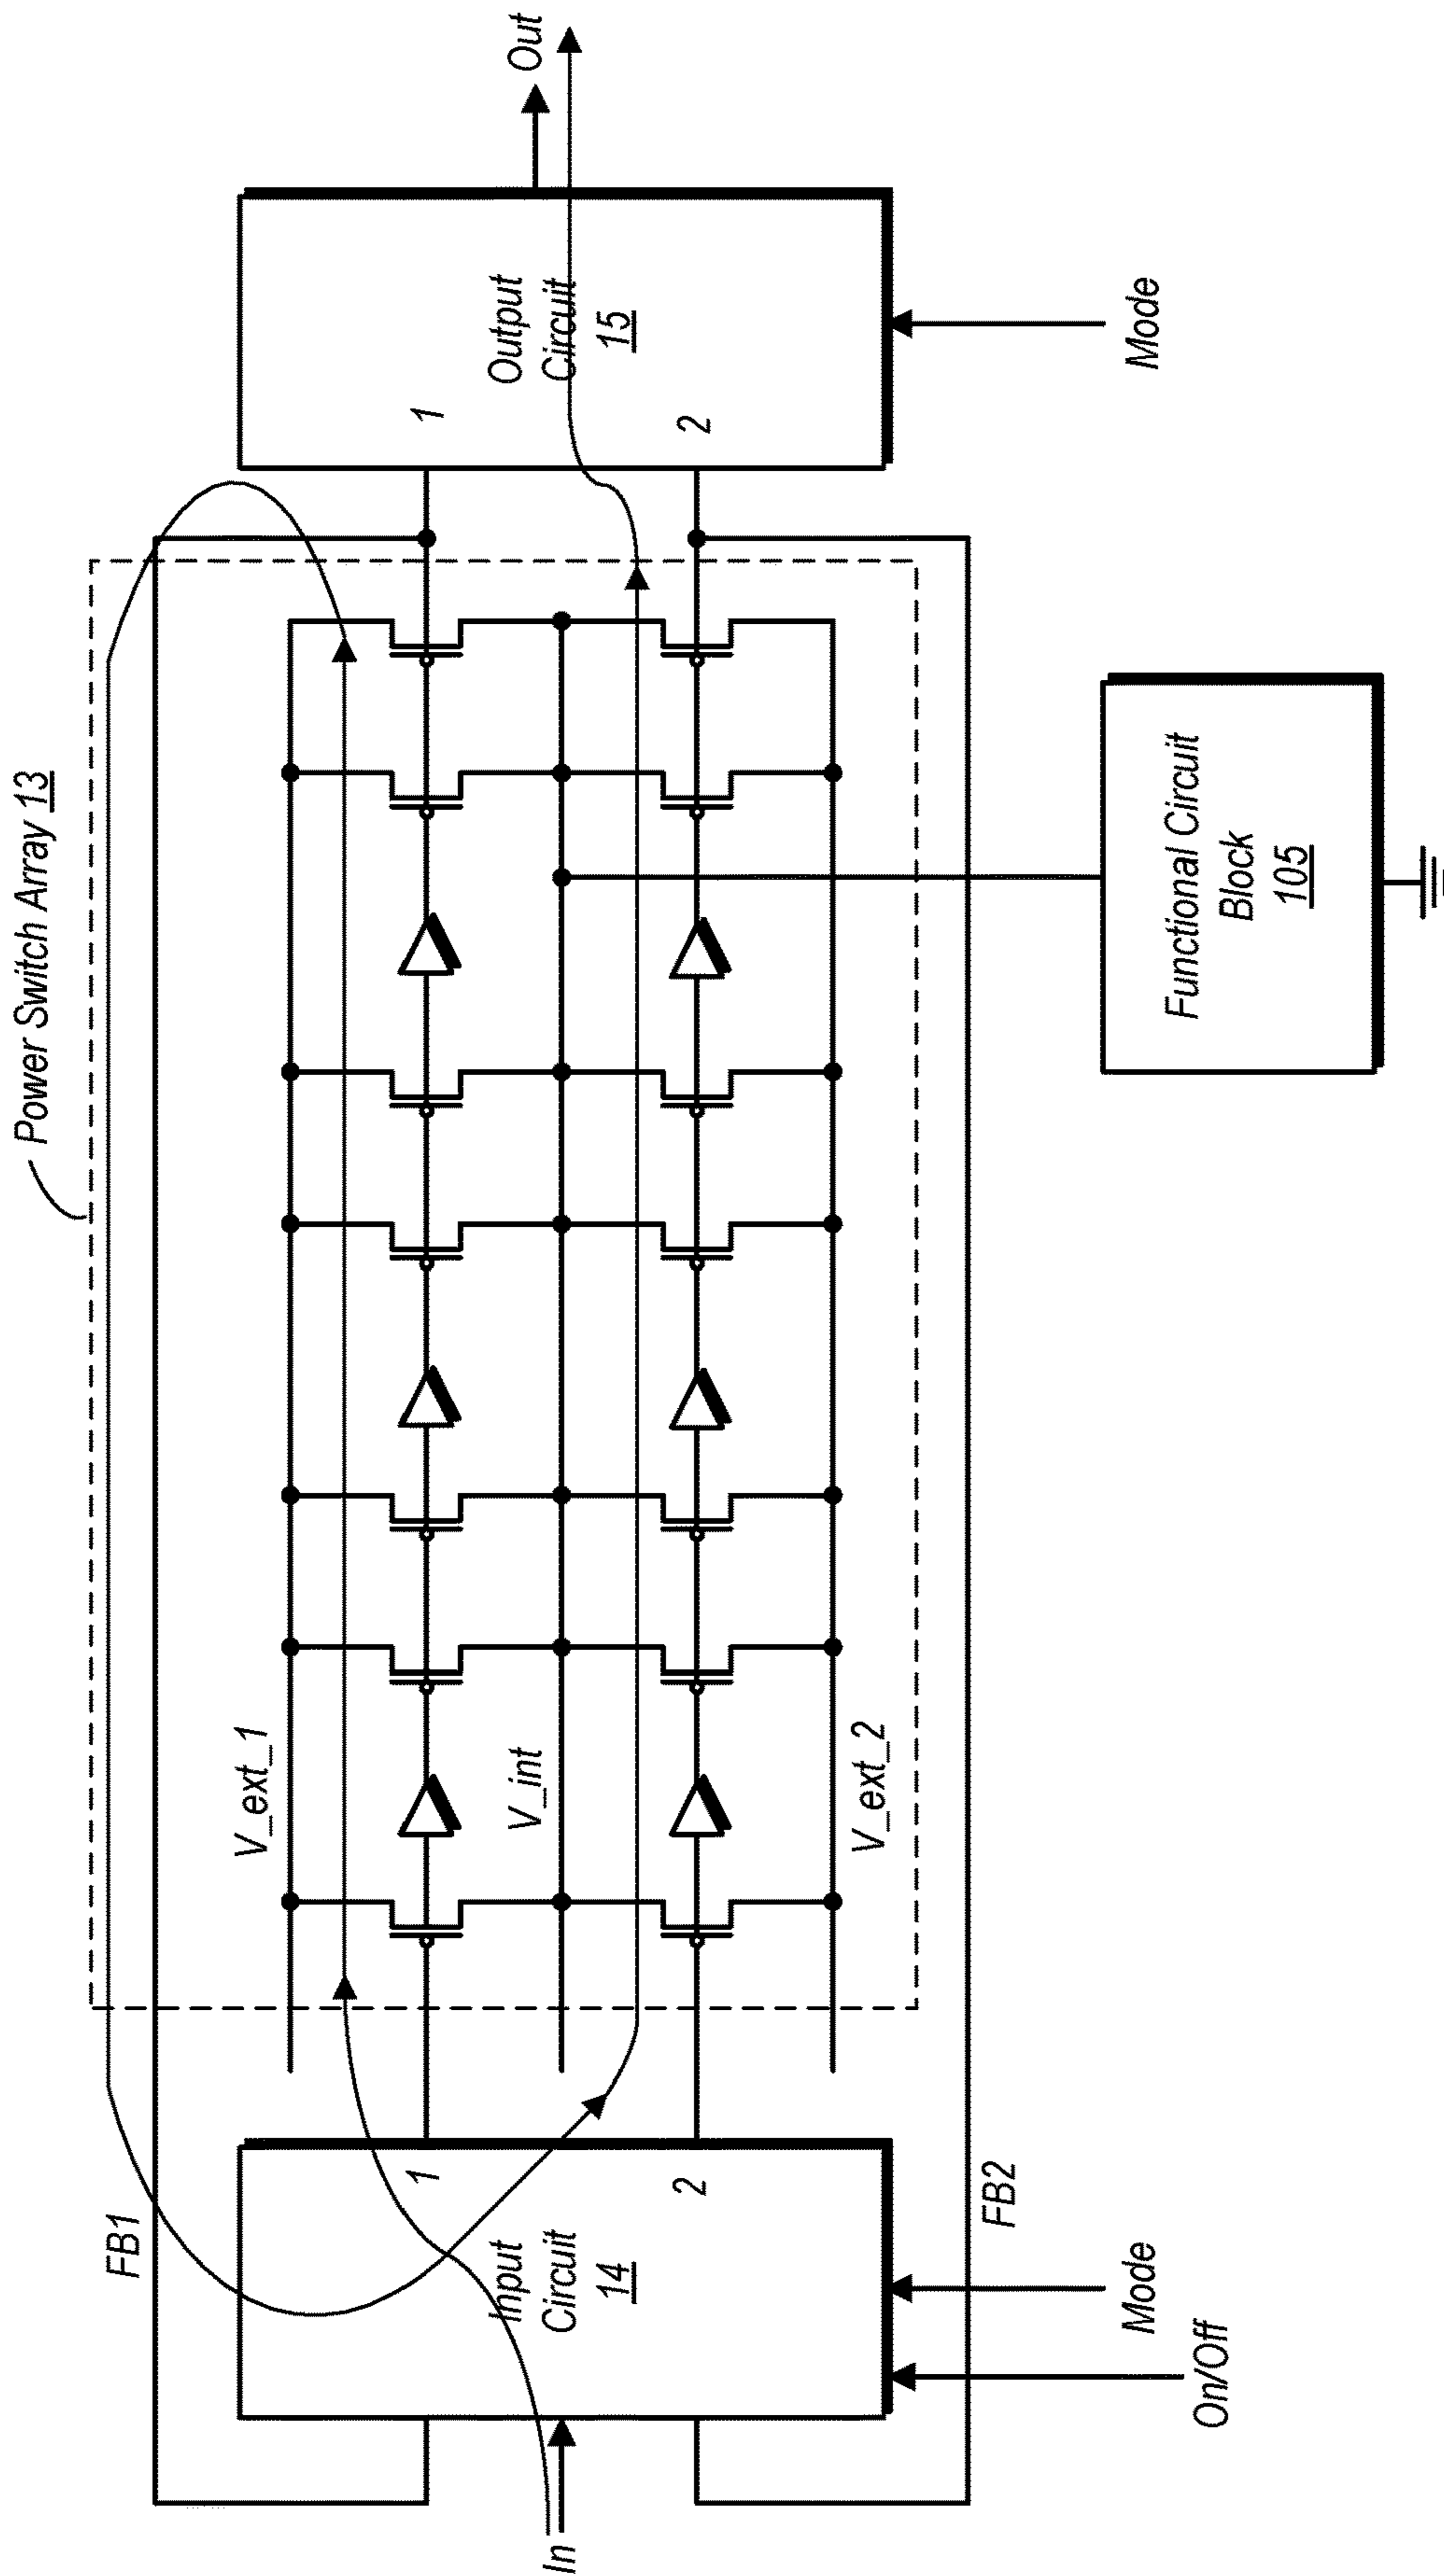 Power Switch Array 13
FB1
V_ext_1
In
Input
Circuit
14
1
2
V_int
1
2
Output
Circuit
15
Out
V_ext_2
FB2
On/Off
Mode
Functional Circuit
Block
105
Mode